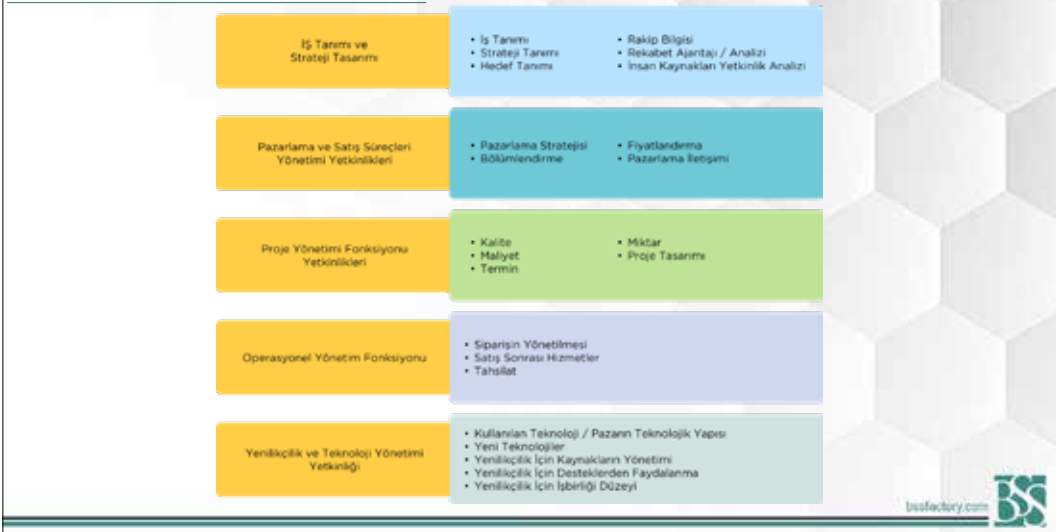 İŞ Tanımı ve
Strateji Tasarımı
• İş Tanımı
• Strateji Tanımı
• Hedef Tanımı
• Rakip Bilgisi
• Rekabet Ajantajı / Analizi
• İnsan Kaynakları Yetkinlik Analizi
Pazarlama ve Satış Süreçleri
Yönetimi Yetkinlikleri
• Pazarlama Stratejisi
• Bölümlendirme
• Fiyatlandırma
• Pazarlama İletişimi
Proje Yönetimi Fonksiyonu
Yetkinlikleri
• Kalite
• Maliyet
• Termin
• Miktar
• Proje Tasarımı
Operasyonel Yönetim Fonksiyonu
• Siparişin Yönetilmesi
• Satış Sonrası Hizmetler
• Tahsilat
Yenilikçilik ve Teknoloji Yönetimi
Yetkinliği
• Kullanılan Teknoloji / Pazarın Teknolojik Yapısı
• Yeni Teknolojiler
• Yenilikçilik İçin Kaynakların Yönetimi
• Yenilikçilik İçin Desteklerden Faydalanma
• Yenilikçilik İçin İşbirliği Düzeyi
bssfactory.com
BSS